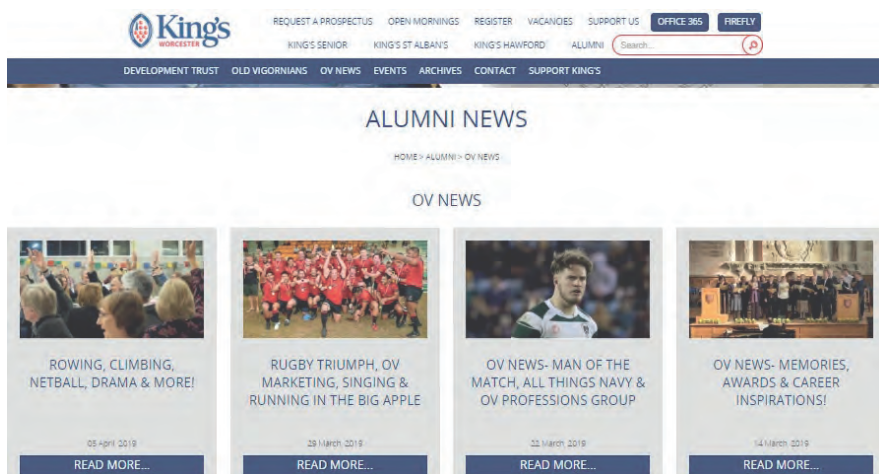 King's
WORCESTER
REQUEST A PROSPECTUS OPEN MORNINGS REGISTER VACANCIES SUPPORT US OFFICE 365 FIREFLY
KING'S SENIOR KING'S ST ALBAN'S KING'S HAWFORD ALUMNI Search...
DEVELOPMENT TRUST OLD VIGORNIANS OV NEWS EVENTS ARCHIVES CONTACT SUPPORT KING'S
ALUMNI NEWS
HOME > ALUMNI > OV NEWS
OV NEWS
ROWING, CLIMBING,
NETBALL, DRAMA & MORE!
05 April, 2019
READ MORE...
RUGBY TRIUMPH, OV
MARKETING, SINGING &
RUNNING IN THE BIG APPLE
29 March, 2019
READ MORE...
OV NEWS- MAN OF THE
MATCH, ALL THINGS NAVY &
OV PROFESSIONS GROUP
22 March, 2019
READ MORE...
OV NEWS- MEMORIES,
AWARDS & CAREER
INSPIRATIONS!
14 March, 2019
READ MORE...